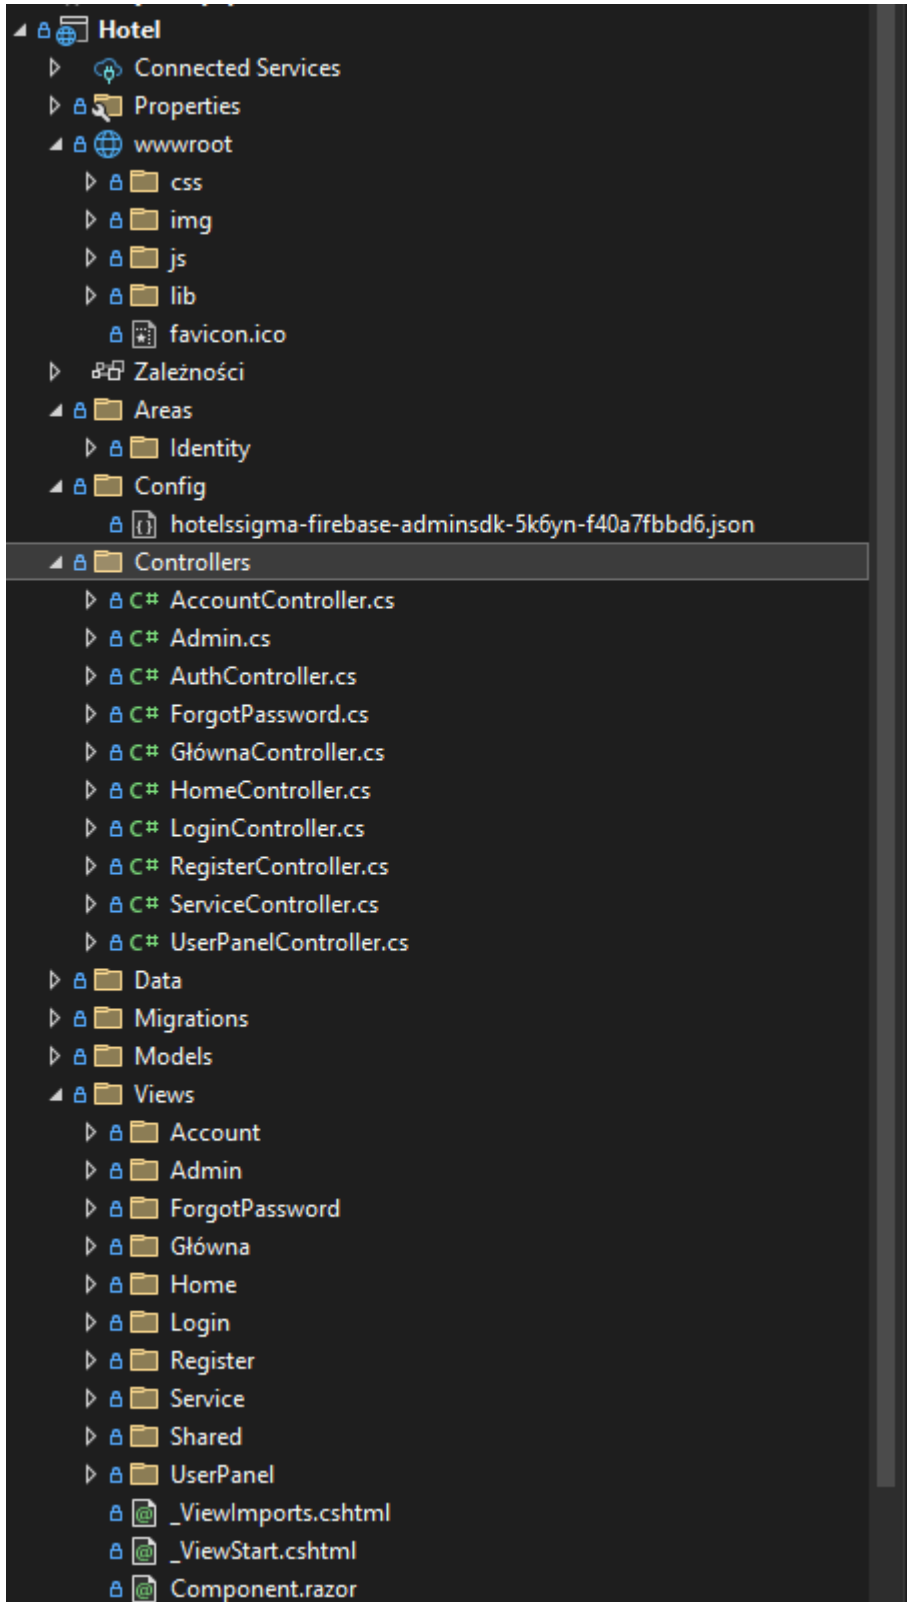 Hotel
Connected Services
Properties
wwwroot
css
img
js
lib
favicon.ico
Zależności
Areas
Identity
Config
hotelssigma-firebase-adminsdk-5k6yn-f40a7fbbd6.json
Controllers
C# AccountController.cs
C# Admin.cs
C# AuthController.cs
C# ForgotPassword.cs
C# GłównaController.cs
C# HomeController.cs
C# LoginController.cs
C# RegisterController.cs
C# ServiceController.cs
C# UserPanelController.cs
Data
Migrations
Models
Views
Account
Admin
ForgotPassword
Główna
Home
Login
Register
Service
Shared
UserPanel
_ViewImports.cshtml
_ViewStart.cshtml
Component.razor